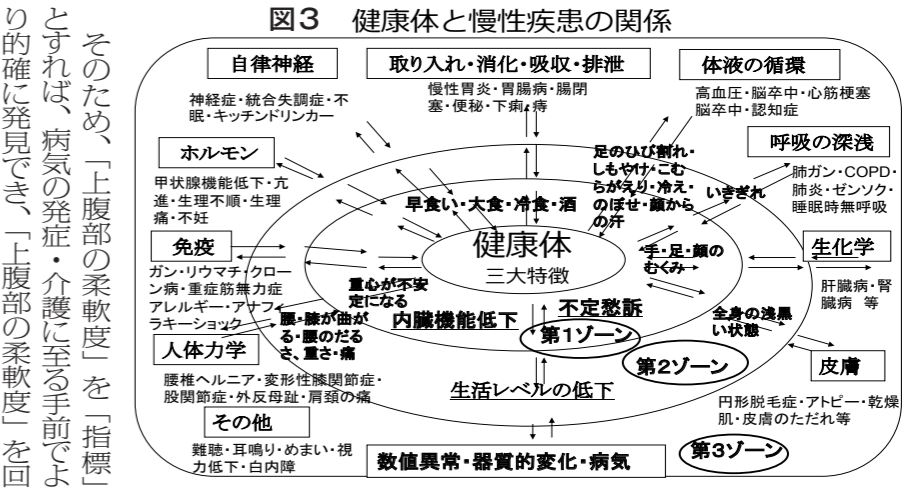 図3 健康体と慢性疾患の関係
自律神経
神経症・統合失調症・不
眠・キッチンドリンカー
取り入れ・消化・吸収・排泄
慢性胃炎・胃腸病・腸閉
塞・便秘・下痢・痔
体液の循環
高血圧・脳卒中・心筋梗塞
脳卒中・認知症
ホルモン
甲状腺機能低下・亢
進・生理不順・生理
痛・不妊
足のひび割れ・
しもやけ・こむ
らがえり・冷え・
のぼせ・顔から
の汗
呼吸の深浅
肺ガン・COPD・
肺炎・ゼンソク・
睡眠時無呼吸
いきぎれ
早食い・大食・冷食・酒
健康体
三大特徴
免疫
ガン・リウマチ・クロー
ン病・重症筋無力症
アレルギー・アナフィ
ラキーショック
手・足・顔の
むくみ
生化学
肝臓病・腎
臓病 等
重心が不安
定になる
腰・膝が曲が
る・腰のだる
さ、重さ・痛
内臓機能低下
不定愁訴
第1ゾーン
全身の浅黒
い状態
人体力学
腰椎ヘルニア・変形性膝関節症・
股関節症・外反母趾・肩頚の痛
第2ゾーン
生活レベルの低下
皮膚
円形脱毛症・アトピー・乾燥
肌・皮膚のただれ等
その他
難聴・耳鳴り・めまい・視
力低下・白内障
数値異常・器質的変化・病気
第3ゾーン
そのため、「上腹部の柔軟度」を「指標」
とすれば、病気の発症・介護に至る手前でよ
り的確に発見でき、「上腹部の柔軟度」を回